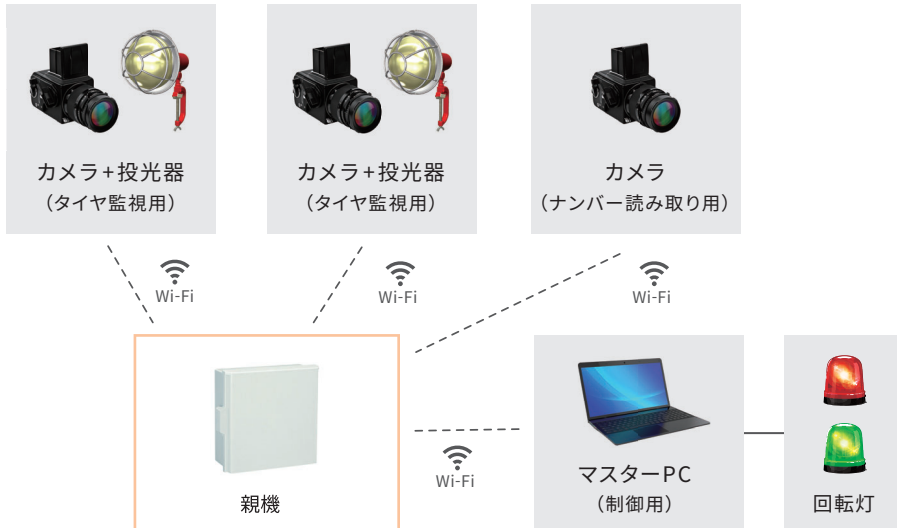 カメラ+投光器
（タイヤ監視用）
カメラ+投光器
（タイヤ監視用）
カメラ
（ナンバー読み取り用）
Wi-Fi
Wi-Fi
Wi-Fi
親機
Wi-Fi
マスターPC
（制御用）
回転灯